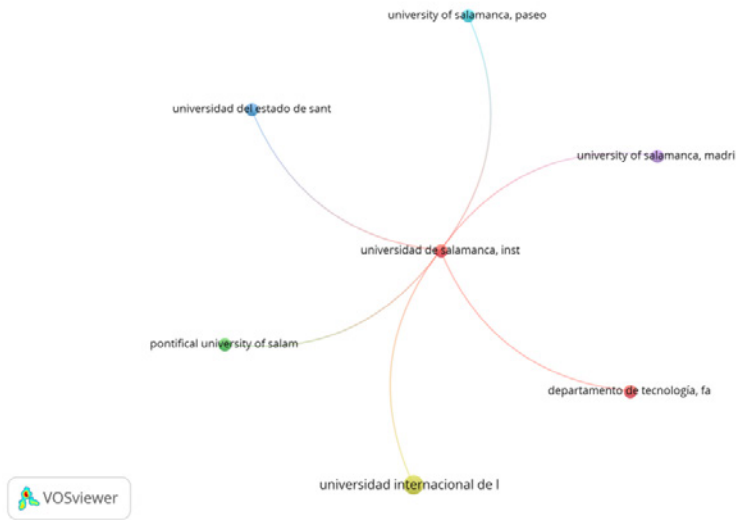 university of salamanca, paseo
universidad del estado de sant
university of salamanca, madri
universidad de salamanca, inst
pontifical university of salam
departamento de tecnología, fa
universidad internacional de l
VOSviewer